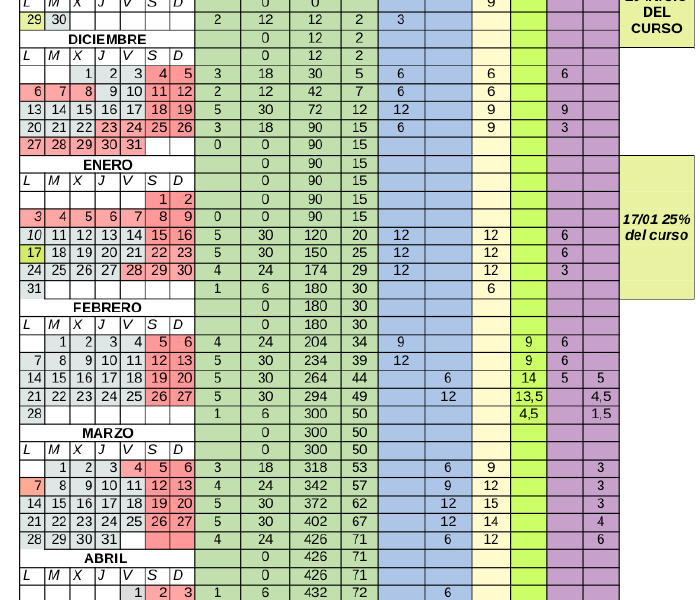 L M X J V S D 0 0 9
29 30 2 12 12 2 3 DEL
DICIEMBRE 0 12 2 CURSO
L M X J V S D 0 12 2
1 2 3 4 5 3 18 30 5 6 6 6
6 7 8 9 10 11 12 2 12 42 7 6 6
13 14 15 16 17 18 19 5 30 72 12 12 9 9
20 21 22 23 24 25 26 3 18 90 15 6 9 3
27 28 29 30 31 0 0 90 15
ENERO 0 90 15
L M X J V S D 0 90 15
1 2 0 90 15
3 4 5 6 7 8 9 0 0 90 15 17/01 25%
10 11 12 13 14 15 16 5 30 120 20 12 12 6 del curso
17 18 19 20 21 22 23 5 30 150 25 12 12 6
24 25 26 27 28 29 30 4 24 174 29 12 12 3
31 1 6 180 30 6
FEBRERO 0 180 30
L M X J V S D 0 180 30
1 2 3 4 5 6 4 24 204 34 9 9 6
7 8 9 10 11 12 13 5 30 234 39 12 9 6
14 15 16 17 18 19 20 5 30 264 44 6 14 5 5
21 22 23 24 25 26 27 5 30 294 49 12 13,5 4,5
28 1 6 300 50 4,5 1,5
MARZO 0 300 50
L M X J V S D 0 300 50
1 2 3 4 5 6 3 18 318 53 6 9 3
7 8 9 10 11 12 13 4 24 342 57 9 12 3
14 15 16 17 18 19 20 5 30 372 62 12 15 3
21 22 23 24 25 26 27 5 30 402 67 12 14 4
28 29 30 31 4 24 426 71 6 12 6
ABRIL 0 426 71
L M X J V S D 0 426 71
1 2 3 1 6 432 72 6